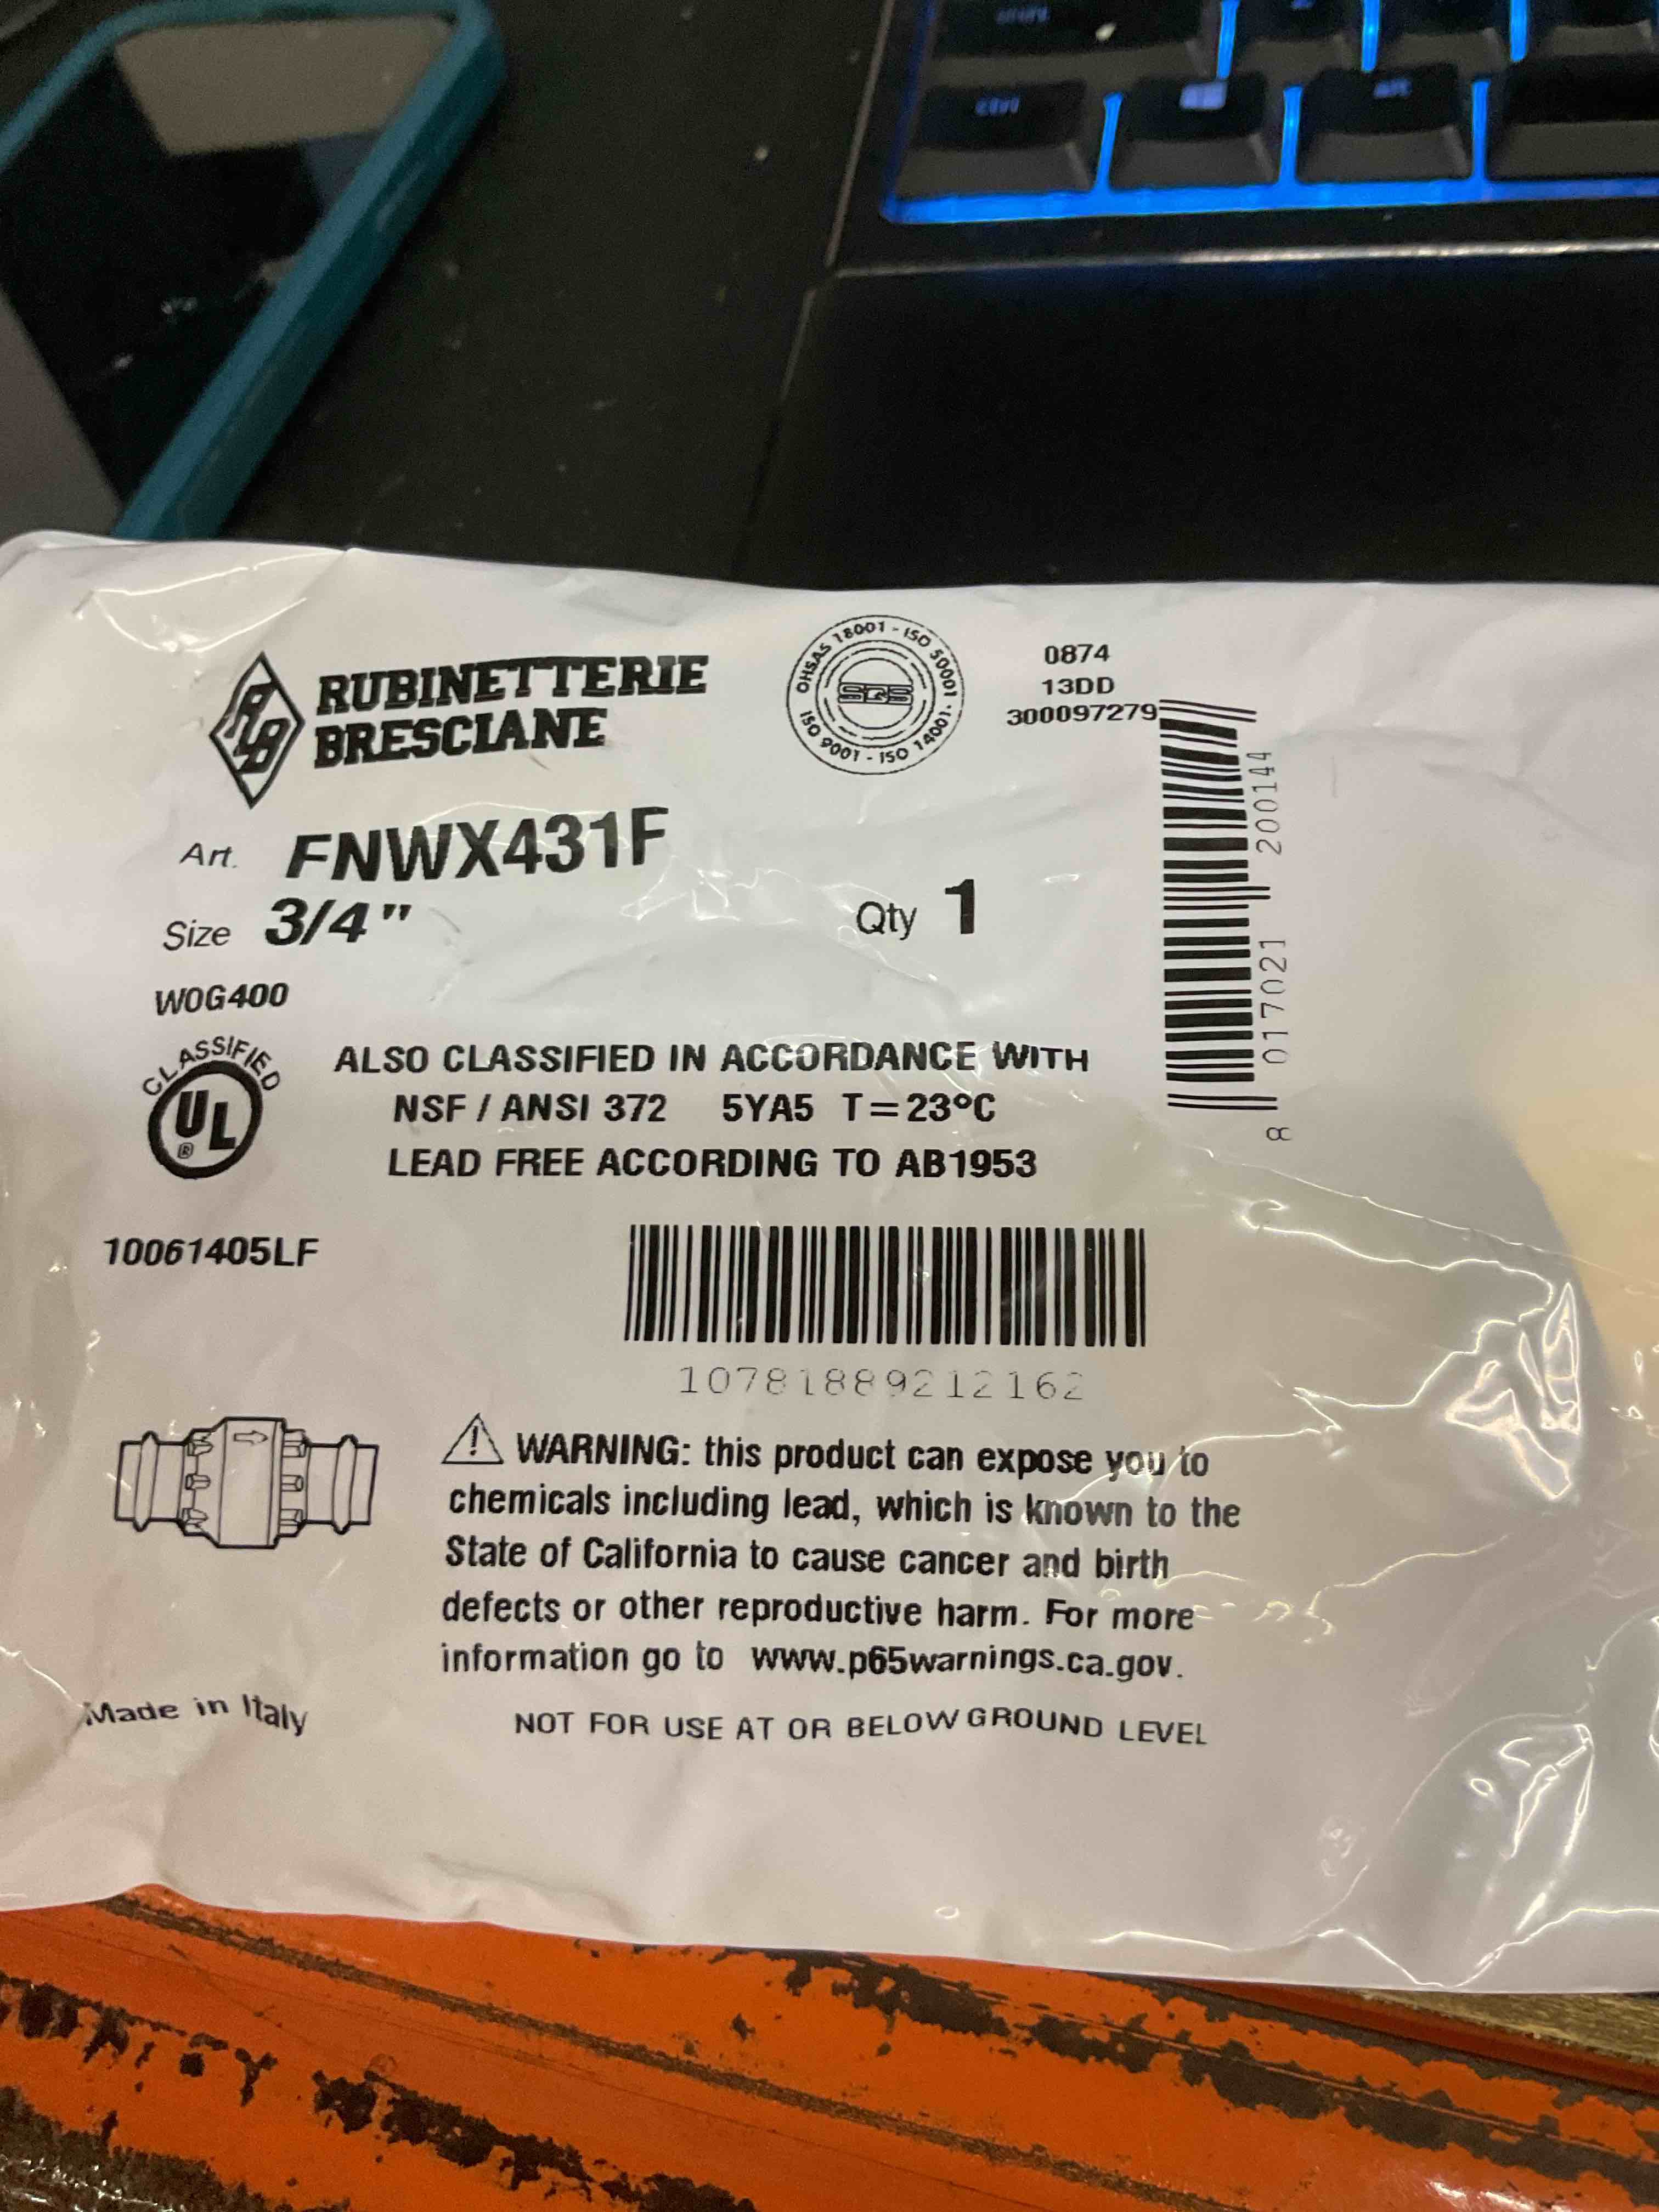 ctrl
alt
RB
RUBINETTERIE
BRESCIANE
OHSAS 18001 - ISO 50001
ISO 9001 - ISO 14001
SQS
0874
13DD
300097279
Art. FNWX431F
Size 3/4"
Qty 1
8 017021 200144
WOG400
CLASSIFIED
UL
®
ALSO CLASSIFIED IN ACCORDANCE WITH
NSF / ANSI 372 5YA5 T=23°C
LEAD FREE ACCORDING TO AB1953
10061405LF
10781889212162
WARNING: this product can expose you to
chemicals including lead, which is known to the
State of California to cause cancer and birth
defects or other reproductive harm. For more
information go to www.p65warnings.ca.gov.
Made in Italy
NOT FOR USE AT OR BELOW GROUND LEVEL